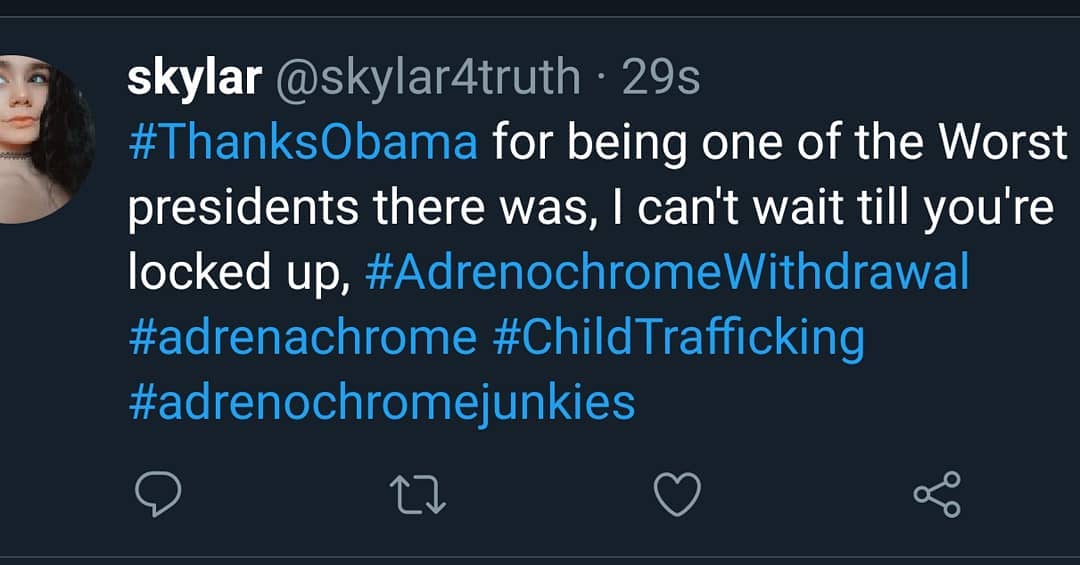 skylar @skylar4truth · 29s
#ThanksObama for being one of the Worst
presidents there was, I can't wait till you're
locked up, #AdrenochromeWithdrawal
#adrenachrome #ChildTrafficking
#adrenochromejunkies